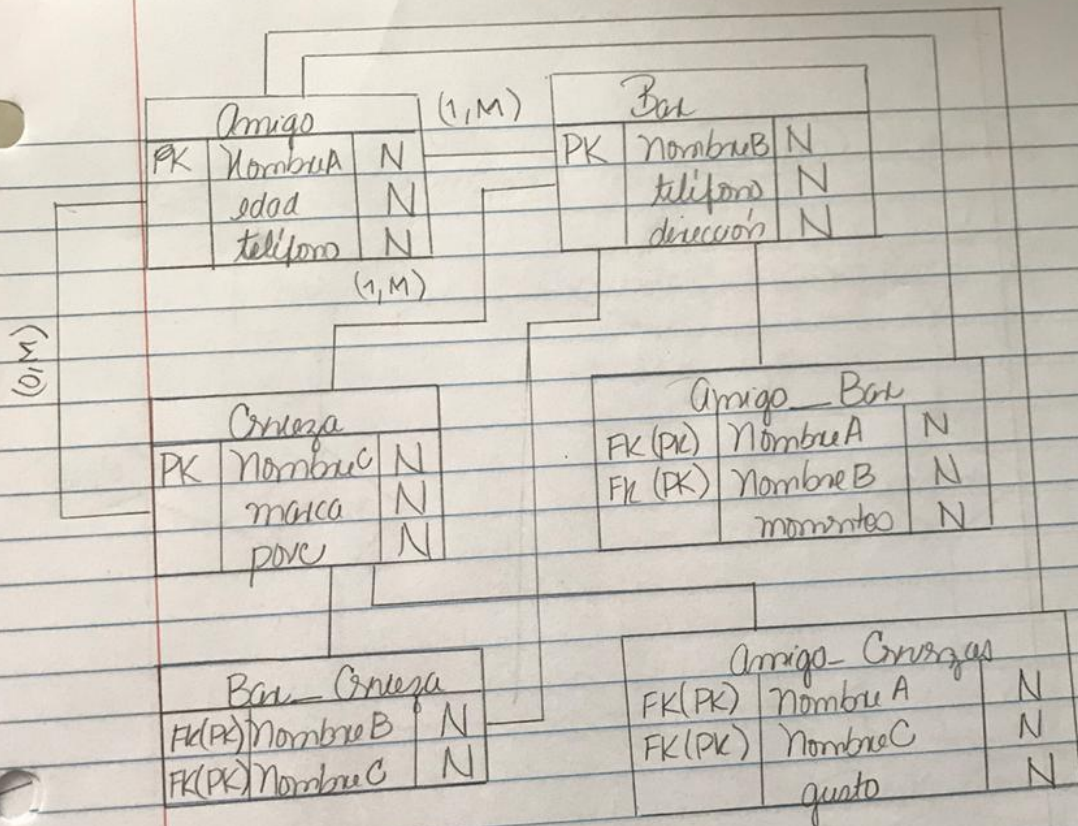 Amigo
(1,M)
PK NombreA N
edad N
teléfono N
Bar
PK NombreB N
teléfono N
dirección N
(1,M)
(0,M)
Cerveza
PK NombreC N
marca N
N
Amigo_Bar
FK(PK) NombreA N
FK (PK) NombreB N
N
Bar_Cerveza
FK(PK) NombreB N
FK(PK) NombreC N
Amigo_Cervezas
FK(PK) NombreA N
FK(PK) NombreC N
gusto N